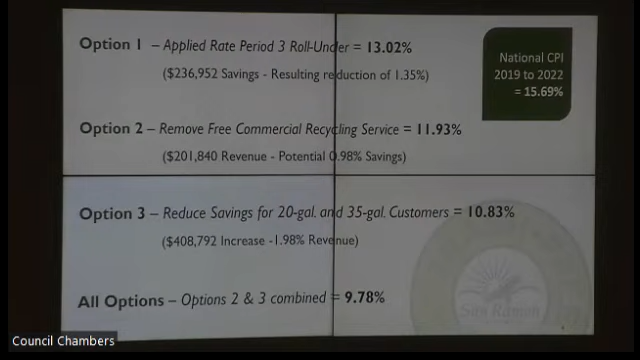 Option 1 – Applied Rate Period 3 Roll-Under = 13.02%
($236,952 Savings - Resulting reduction of 1.35%)
National CPI
2019 to 2022
= 15.69%
Option 2 – Remove Free Commercial Recycling Service = 11.93%
($201,840 Revenue - Potential 0.98% Savings)
Option 3 – Reduce Savings for 20-gal. and 35-gal. Customers = 10.83%
($408,792 Increase -1.98% Revenue)
All Options – Options 2 & 3 combined = 9.78%
San Ramon
Council Chambers